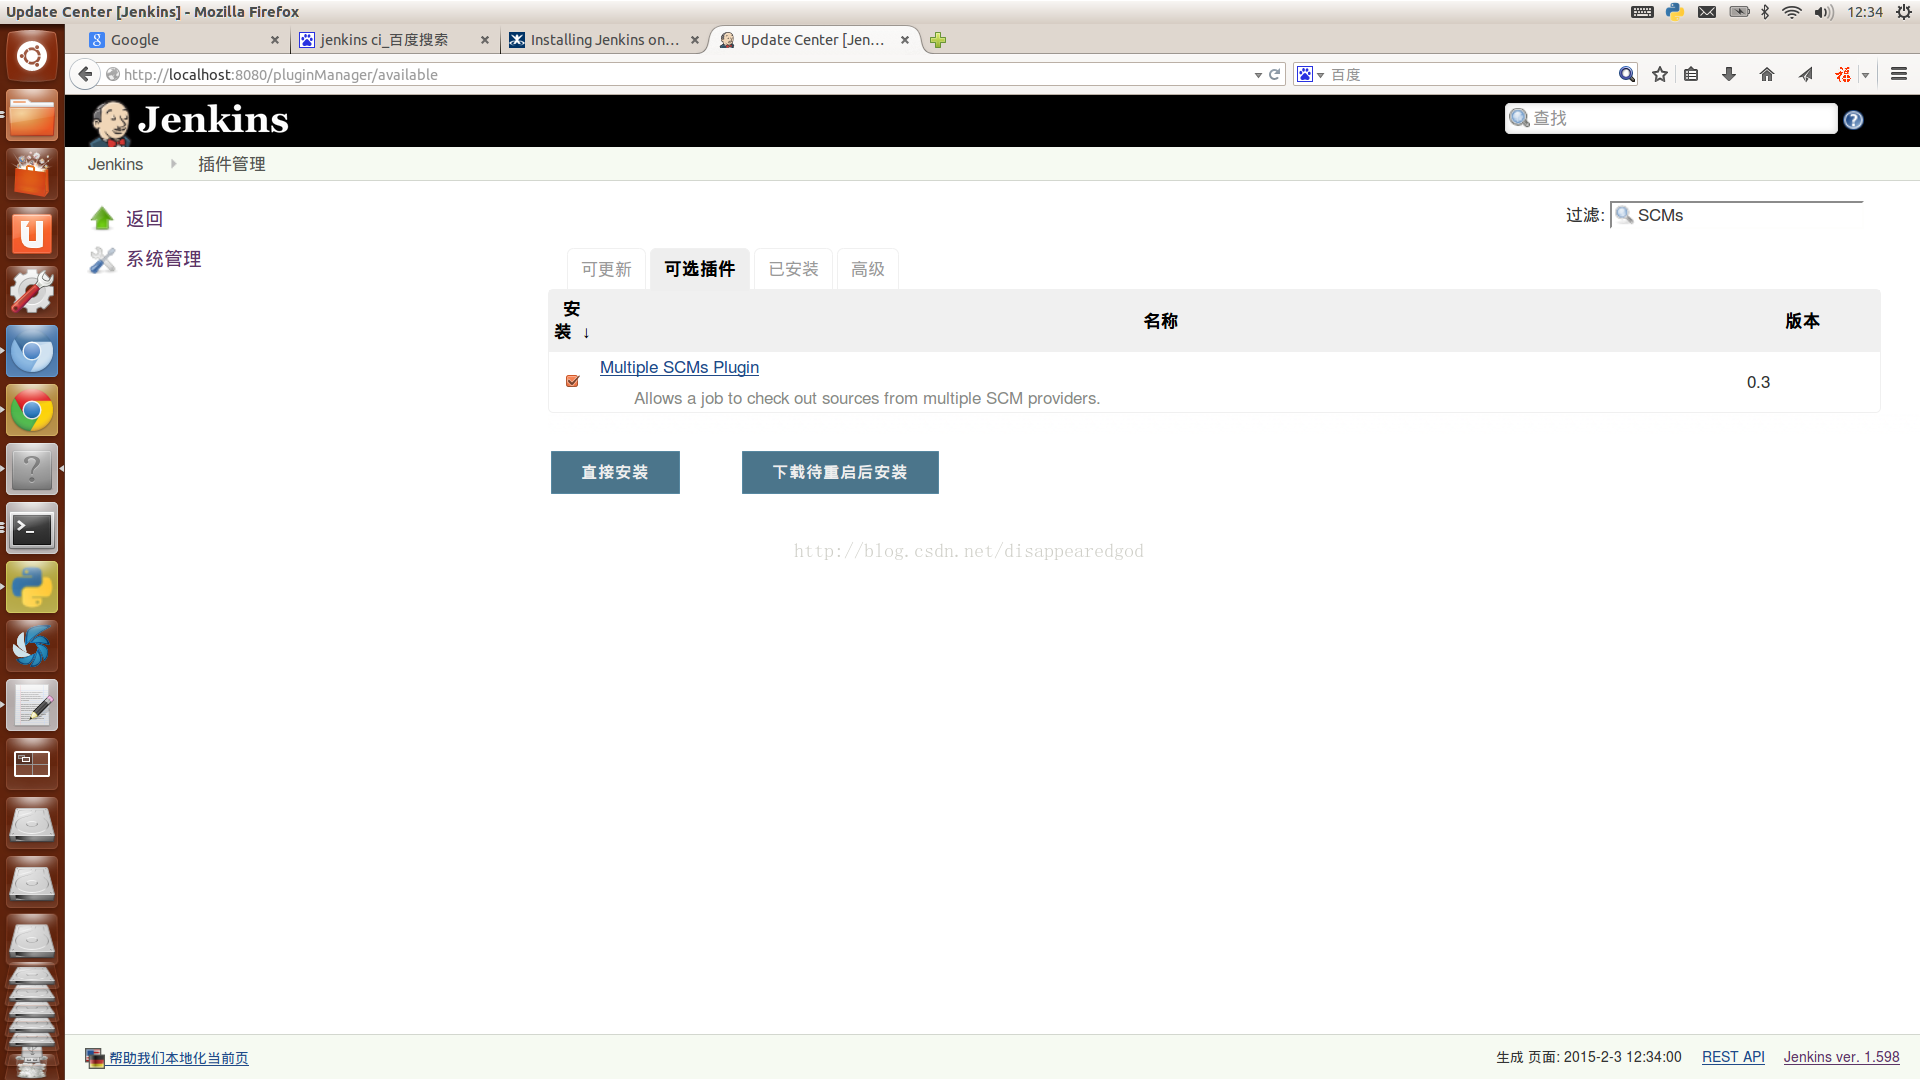 Update Center [Jenkins] - Mozilla Firefox
12:34
Google
jenkins ci_百度搜索
Installing Jenkins on...
Update Center [Jen...
http://localhost:8080/pluginManager/available
百度
Jenkins
查找
Jenkins
插件管理
返回
系统管理
过滤: SCMs
可更新
可选插件
已安装
高级
安装 ↓
名称
版本
Multiple SCMs Plugin
Allows a job to check out sources from multiple SCM providers.
0.3
直接安装
下载待重启后安装
http://blog.csdn.net/disappearedgod
帮助我们本地化当前页
生成 页面: 2015-2-3 12:34:00
REST API
Jenkins ver. 1.598